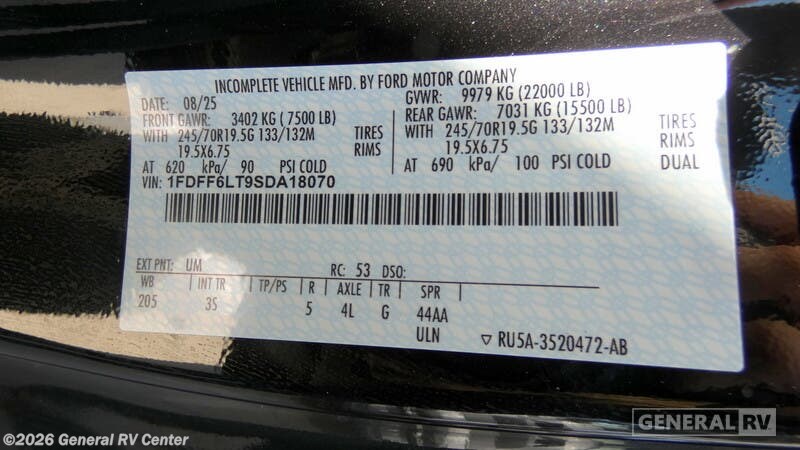 INCOMPLETE VEHICLE MFD. BY FORD MOTOR COMPANY
DATE: 08/25 GVWR: 9979 KG (22000 LB)
FRONT GAWR: 3402 KG ( 7500 LB) REAR GAWR: 7031 KG (15500 LB)
WITH 245/70R19.5G 133/132M TIRES WITH 245/70R19.5G 133/132M TIRES
19.5X6.75 RIMS 19.5X6.75 RIMS
AT 620 kPa/ 90 PSI COLD AT 690 kPa/ 100 PSI COLD DUAL
VIN: 1FDFF6LT9SDA18070
EXT PNT: UM RC: 53 DSO:
WB INT TR TP/PS R AXLE TR SPR
205 3S 5 4L G 44AA
ULN ▽ RU5A-3520472-AB
GENERAL RV
©2026 General RV Center